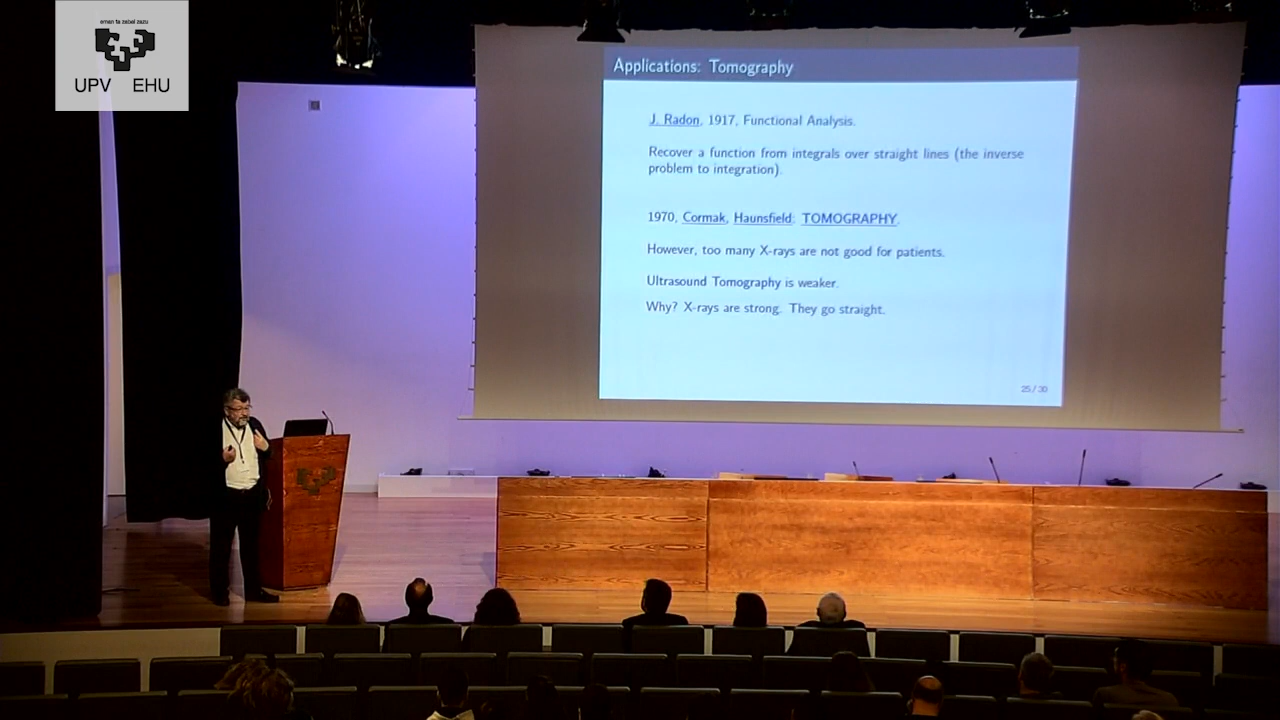 eman ta zabal zazu
UPV EHU
Applications: Tomography
J. Radon, 1917, Functional Analysis.
Recover a function from integrals over straight lines (the inverse
problem to integration).
1970, Cormak, Haunsfield: TOMOGRAPHY.
However, too many X-rays are not good for patients.
Ultrasound Tomography is weaker.
Why? X-rays are strong. They go straight.
25 / 30